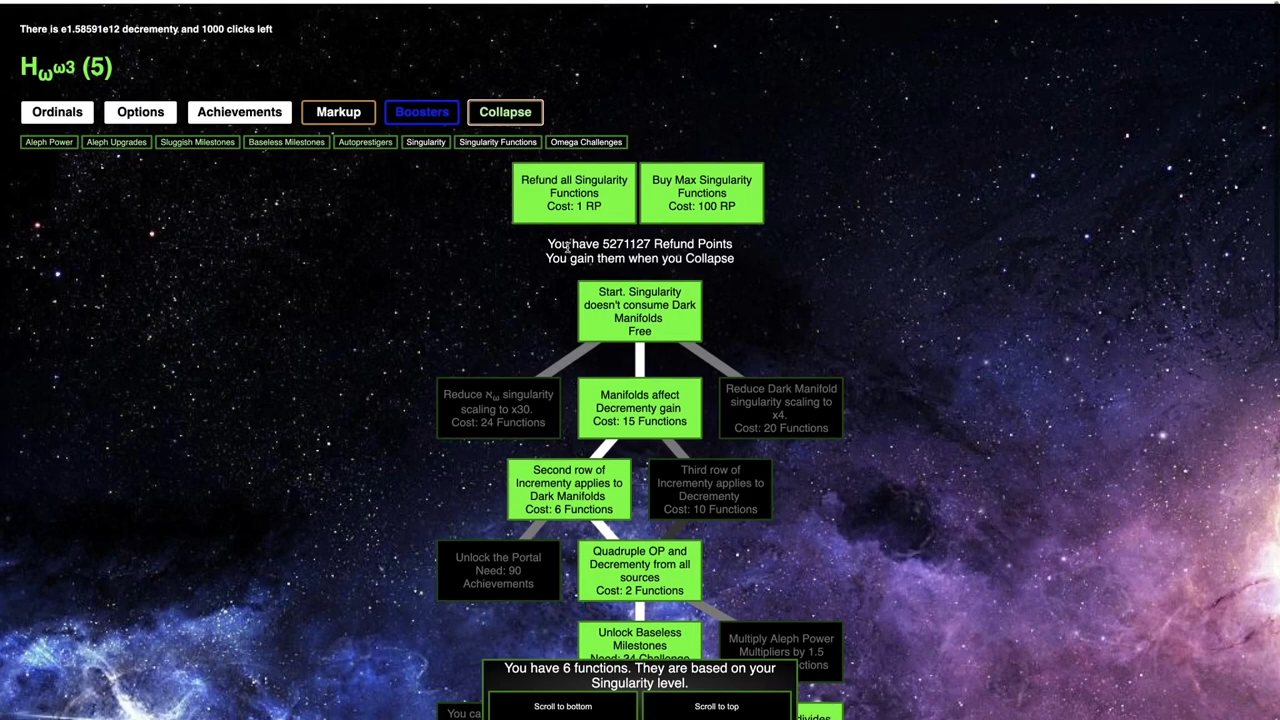 There is e1.58591e12 decrementy and 1000 clicks left
Hωω3 (5)
Ordinals Options Achievements Markup Boosters Collapse
Aleph Power Aleph Upgrades Sluggish Milestones Baseless Milestones Autoprestigers Singularity Singularity Functions Omega Challenges
Refund all Singularity
Functions
Cost: 1 RP
Buy Max Singularity
Functions
Cost: 100 RP
You have 5271127 Refund Points
You gain them when you Collapse
Start. Singularity
doesn't consume Dark
Manifolds
Free
Reduce ℵω singularity
scaling to x30.
Cost: 24 Functions
Manifolds affect
Decrementy gain
Cost: 15 Functions
Reduce Dark Manifold
singularity scaling to
x4.
Cost: 20 Functions
Second row of
Incrementy applies to
Dark Manifolds
Cost: 6 Functions
Third row of
Incrementy applies to
Decrementy
Cost: 10 Functions
Unlock the Portal
Need: 90
Achievements
Quadruple OP and
Decrementy from all
sources
Cost: 2 Functions
Unlock Baseless
Milestones
Multiply Aleph Power
Multipliers by 1.5
You have 6 functions. They are based on your
Singularity level.
Scroll to bottom Scroll to top
You ca
divides